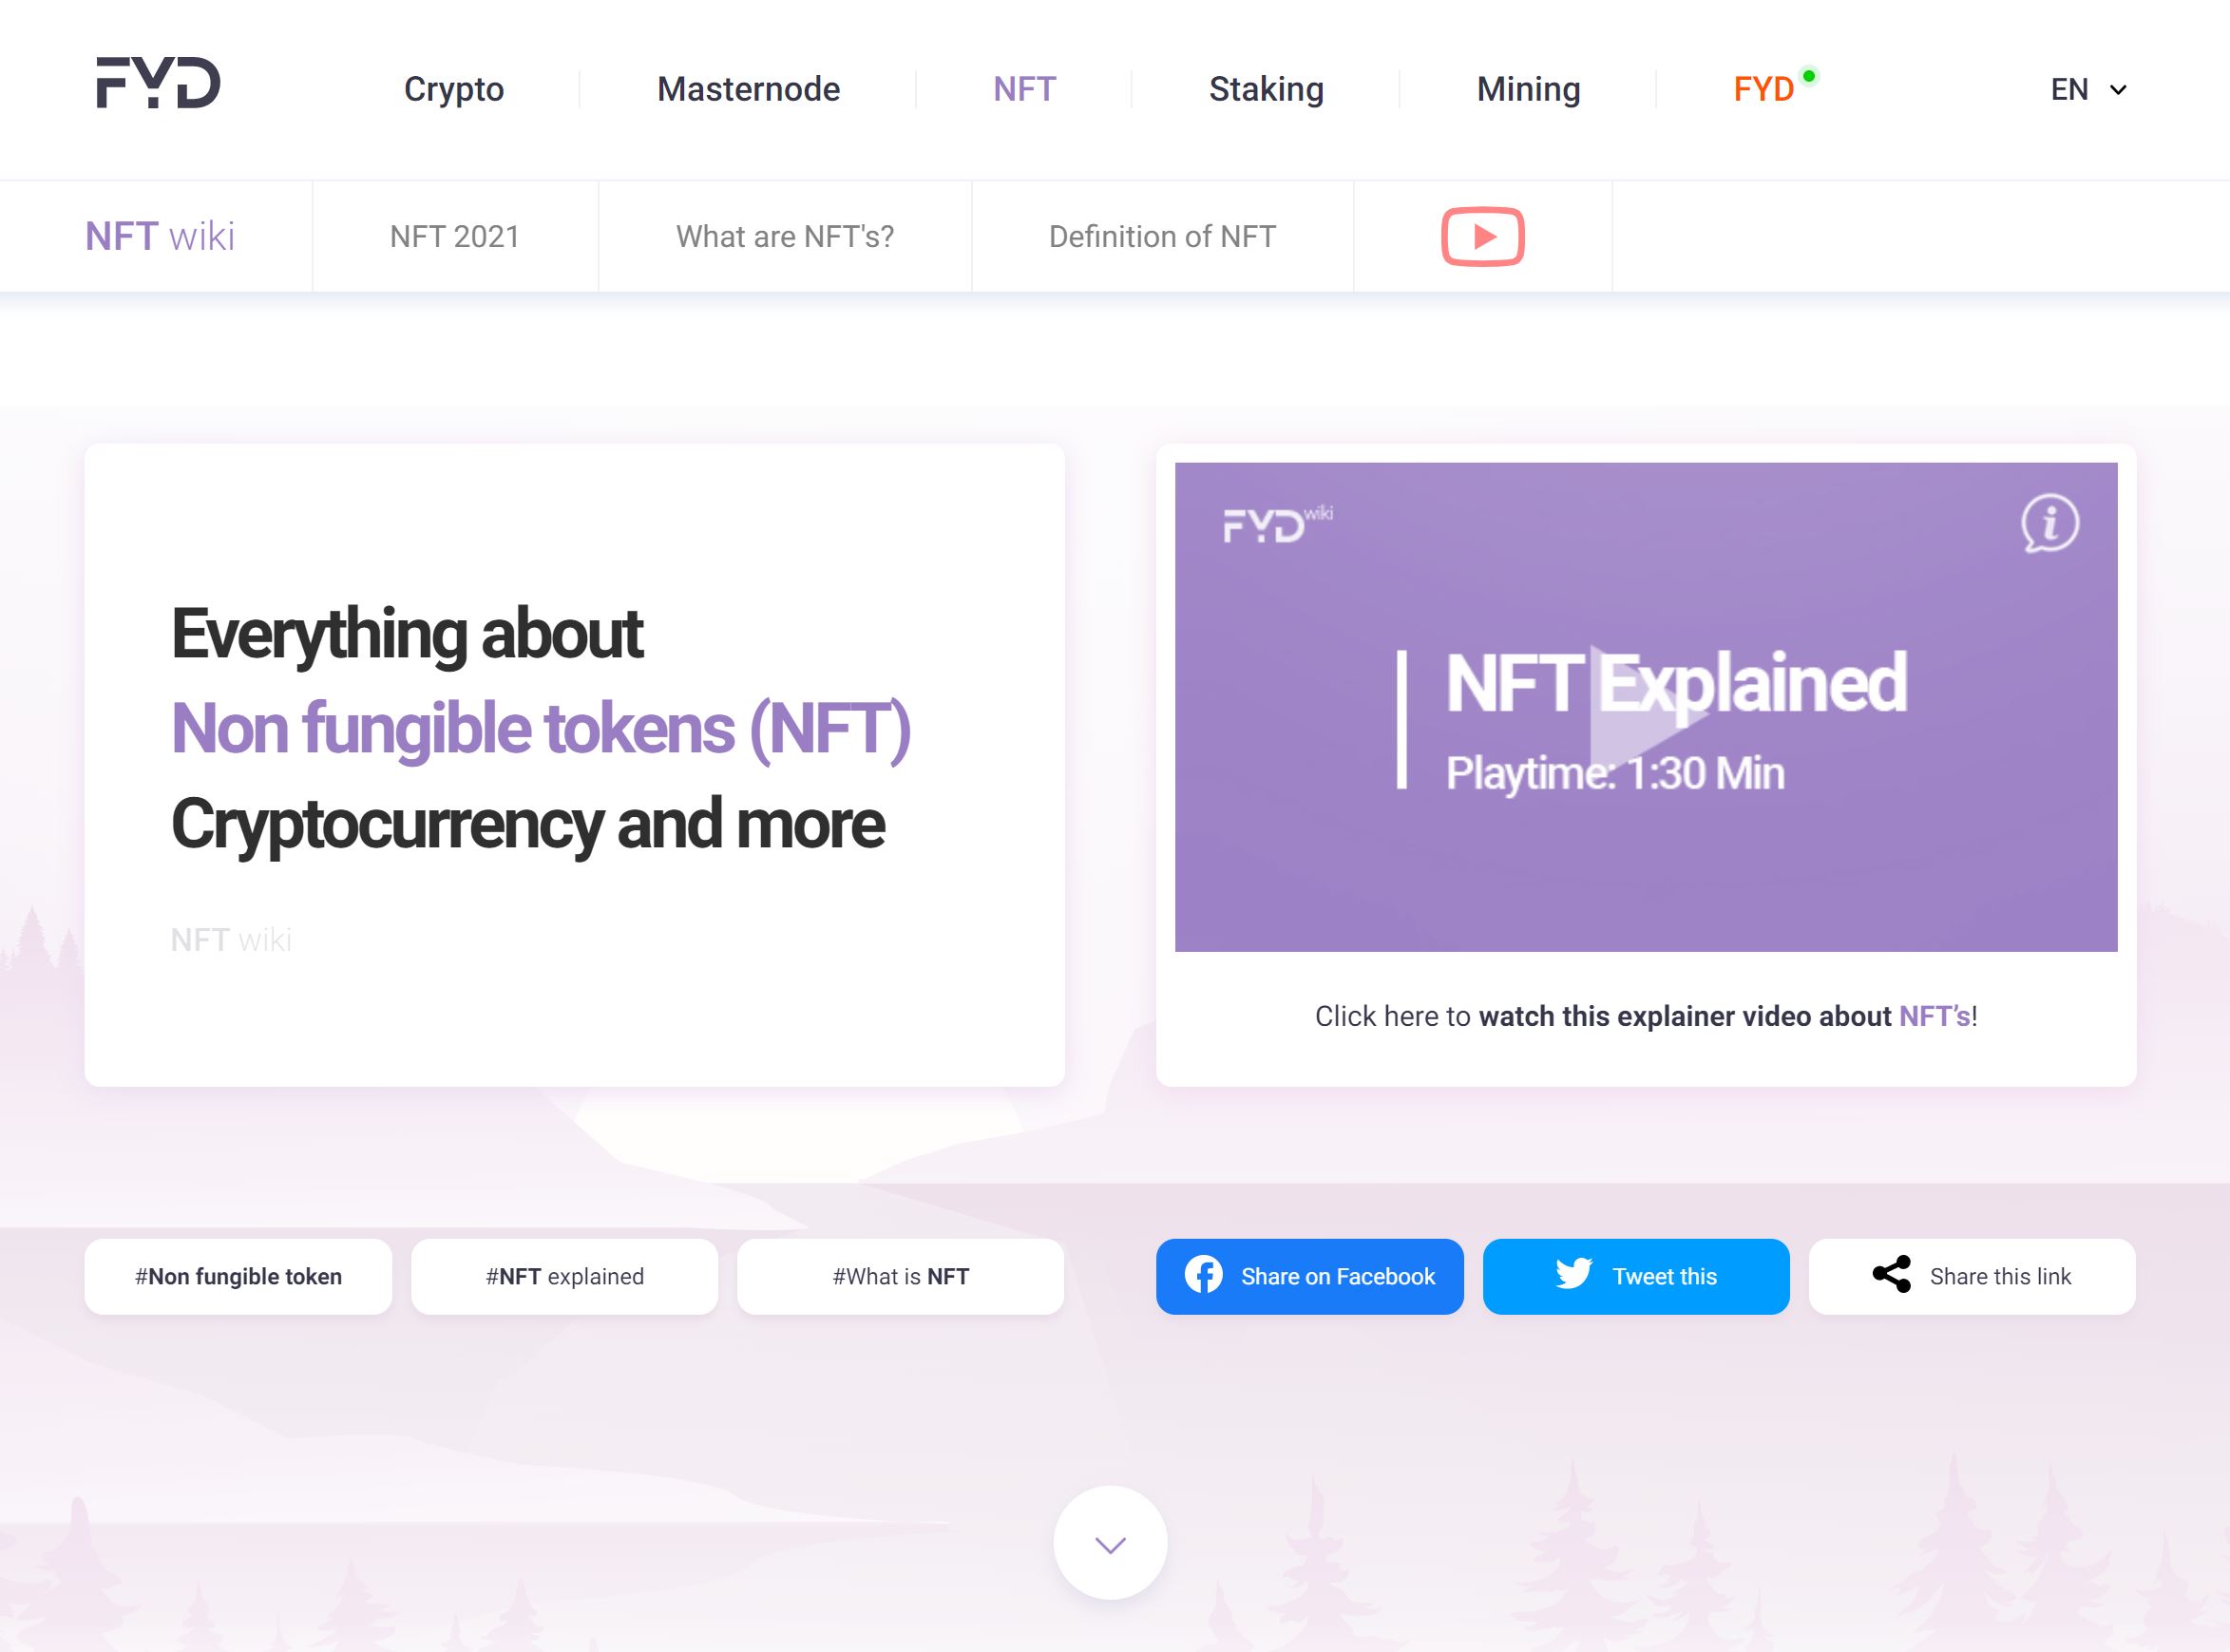 FYD
Crypto
Masternode
NFT
Staking
Mining
FYD
EN
NFT wiki
NFT 2021
What are NFT's?
Definition of NFT
Everything about
Non fungible tokens (NFT)
Cryptocurrency and more
NFT wiki
FYD wiki
i
NFT Explained
Playtime: 1:30 Min
Click here to watch this explainer video about NFT's!
#Non fungible token
#NFT explained
#What is NFT
Share on Facebook
Tweet this
Share this link